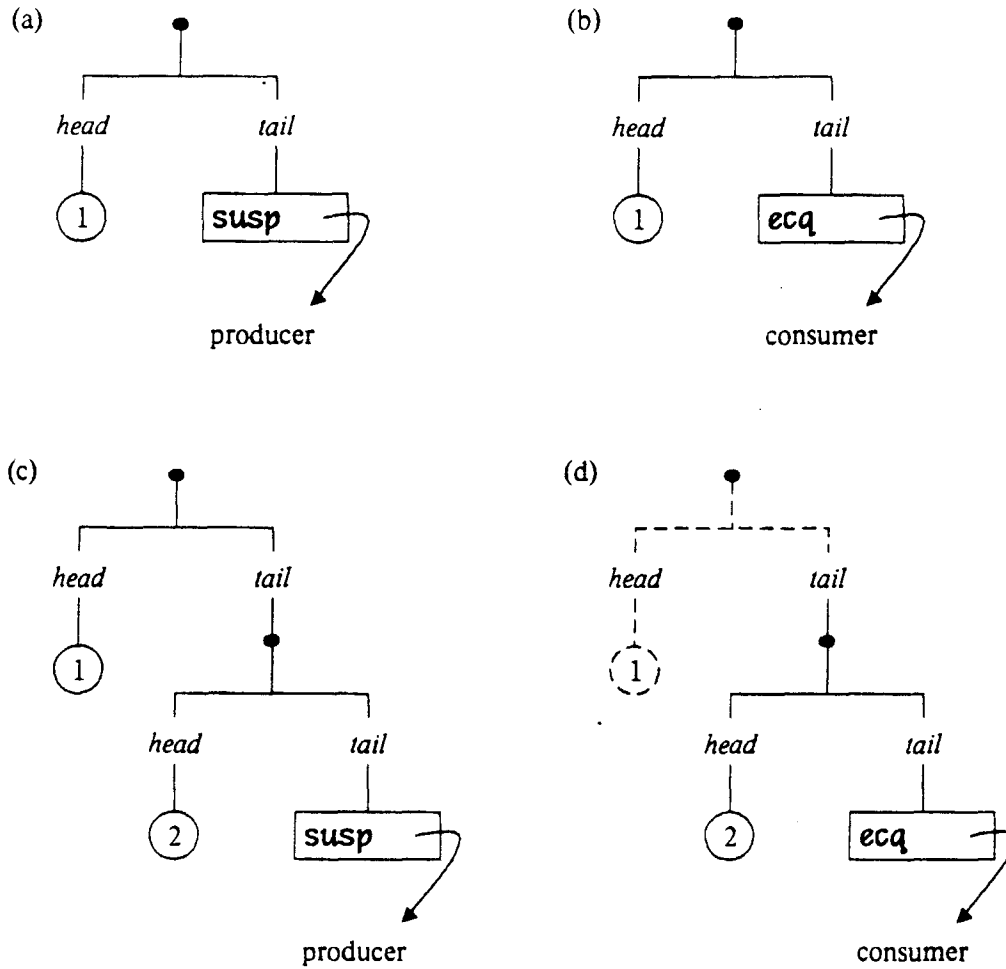 (a)
(b)
head tail
head tail
1 susp
1 ecq
producer
consumer
(c)
(d)
head tail
head tail
1
1
head tail
head tail
2 susp
2 ecq
producer
consumer